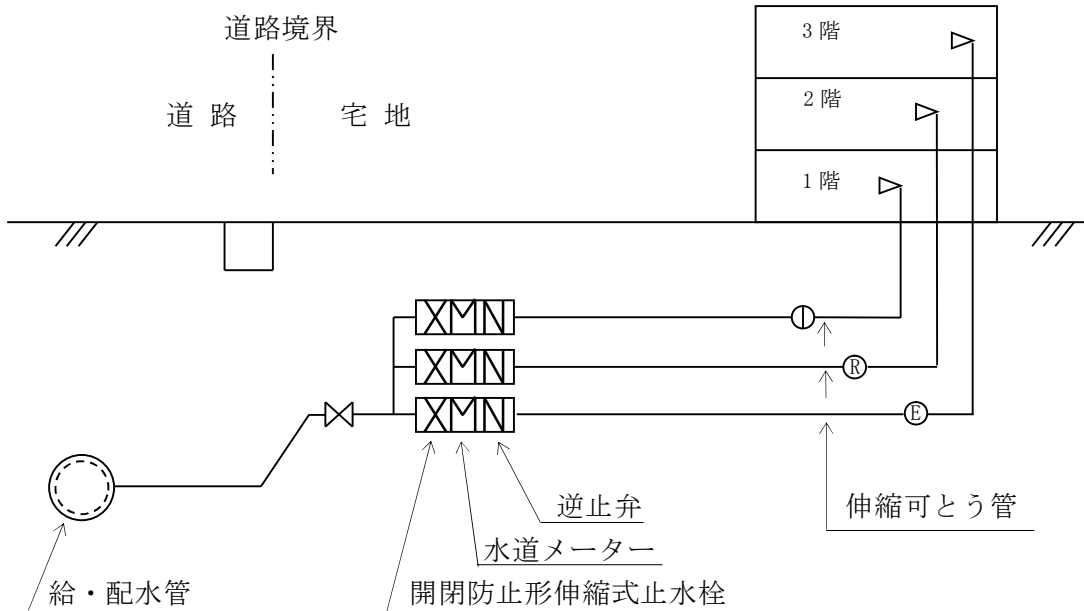 道路境界
道 路
宅 地
3 階
2 階
1 階
R
E
逆止弁
水道メーター
伸縮可とう管
給・配水管
開閉防止形伸縮式止水栓